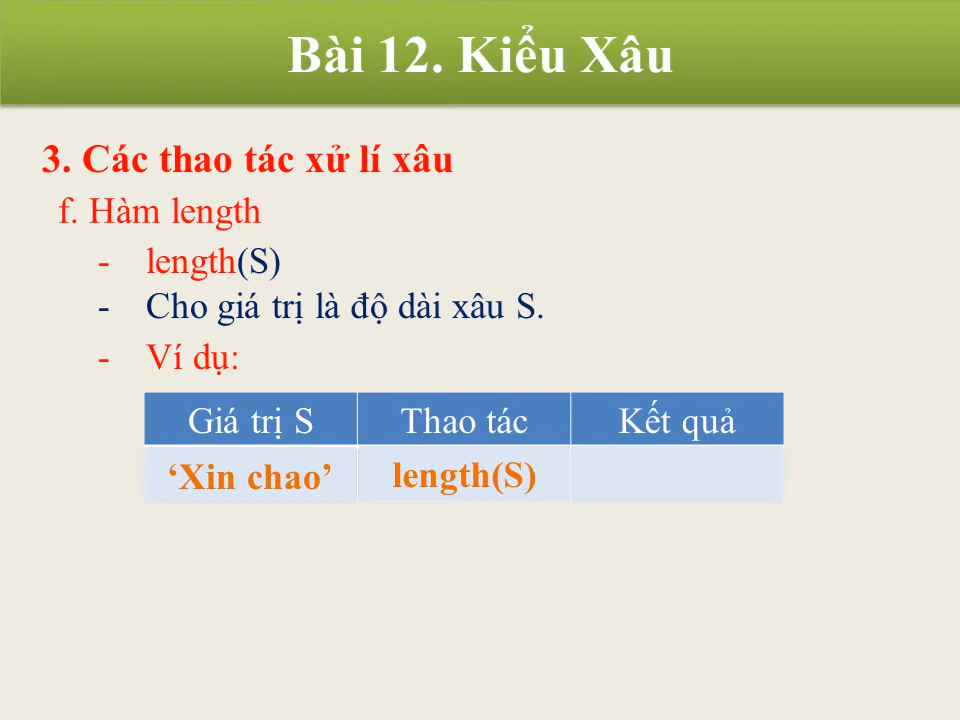 Bài 12. Kiểu Xâu
3. Các thao tác xử lí xâu
f. Hàm length
- length(S)
- Cho giá trị là độ dài xâu S.
- Ví dụ:
Giá trị S Thao tác Kết quả
‘Xin chao’ length(S)